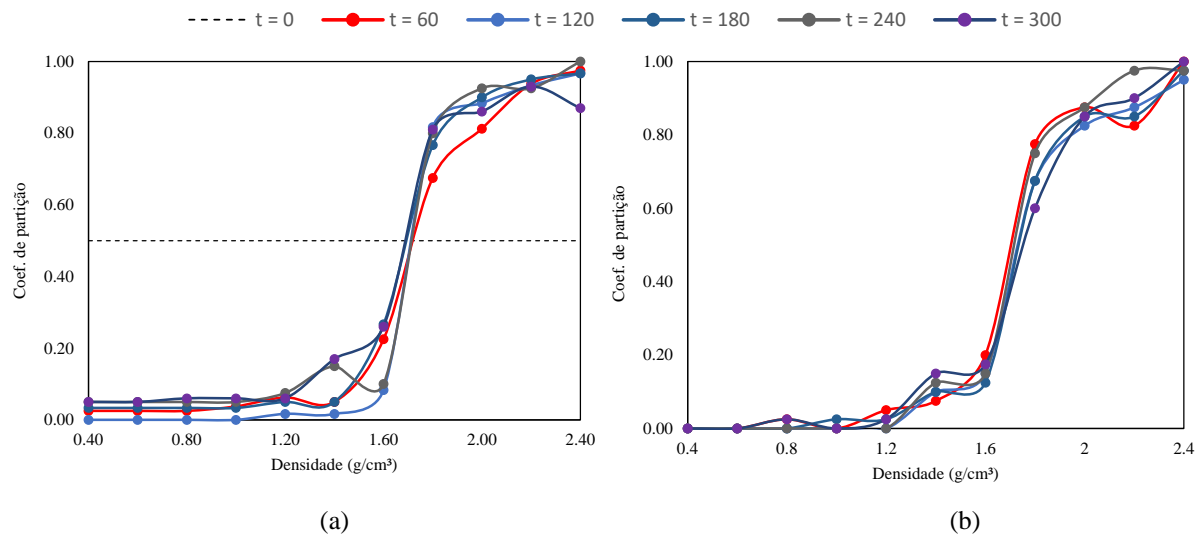 t = 0 t = 60 t = 120 t = 180 t = 240 t = 300
1.00
0.80
0.60
0.40
0.20
0.00
Coef. de partição
0.40 0.80 1.20 1.60 2.00 2.40
Densidade (g/cm³)
(a)
1.00
0.80
0.60
0.40
0.20
0.00
Coef. de partição
0.4 0.8 1.2 1.6 2 2.4
Densidade (g/cm³)
(b)